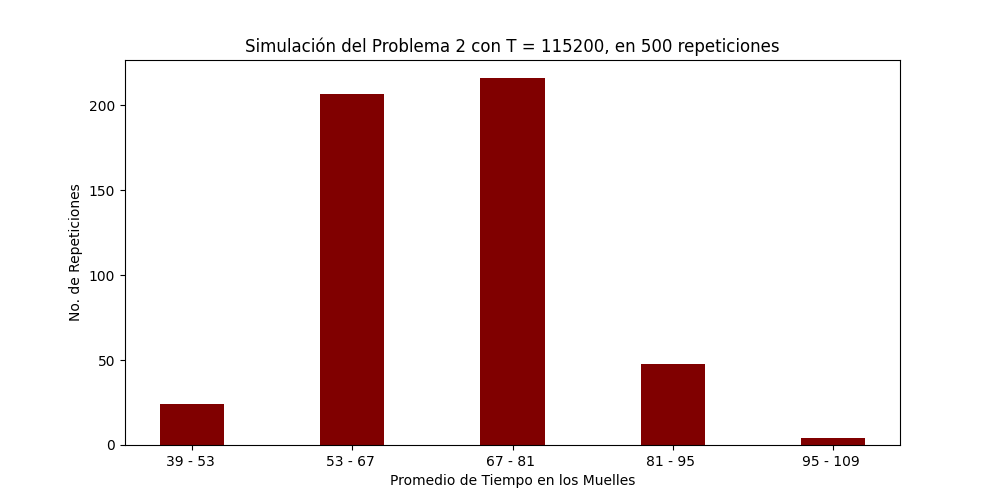 Simulación del Problema 2 con T = 115200, en 500 repeticiones
No. de Repeticiones
200
150
100
50
0
39 - 53
53 - 67
67 - 81
81 - 95
95 - 109
Promedio de Tiempo en los Muelles